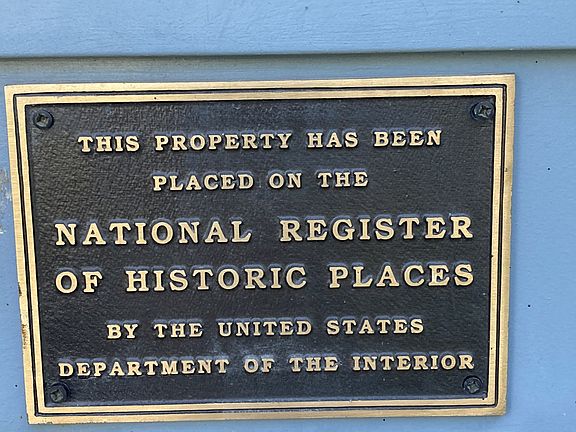 THIS PROPERTY HAS BEEN
PLACED ON THE
NATIONAL REGISTER
OF HISTORIC PLACES
BY THE UNITED STATES
DEPARTMENT OF THE INTERIOR